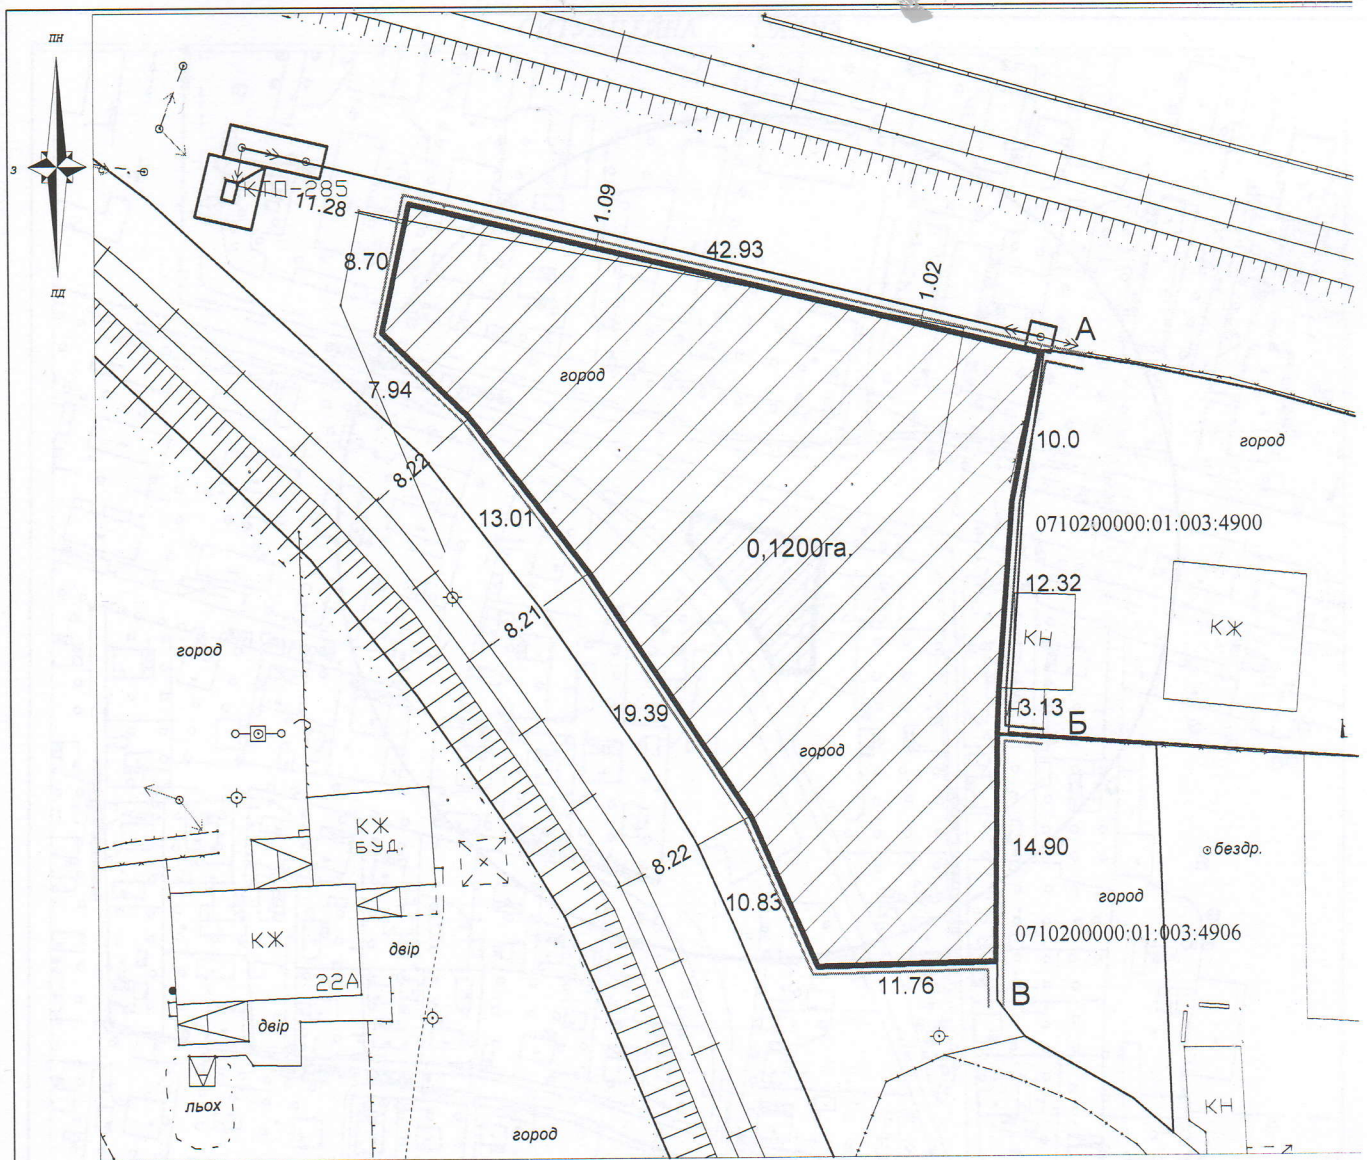 ПН
З
ПД
КТП-285
11.28
1.09
42.93
1.02
А
8.70
7.94
город
10.0
город
8.22
13.01
0710200000:01:003:4900
0,1200га.
12.32
8.21
КН
КЖ
город
19.39
3.13
Б
город
КЖ
БУД.
8.22
14.90
бездр.
10.83
город
КЖ
двір
0710200000:01:003:4906
22А
11.76
В
двір
льох
город
КН